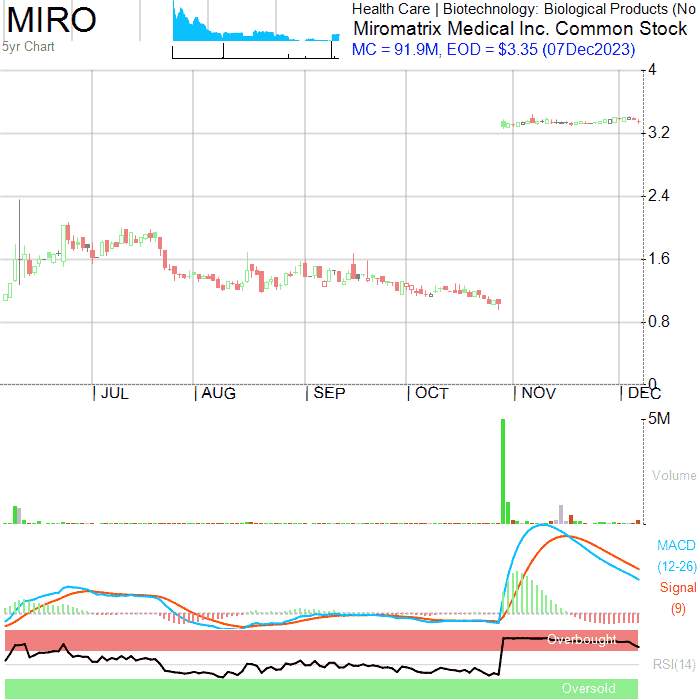 MIRO
5yr Chart
Health Care | Biotechnology: Biological Products (No
Miromatrix Medical Inc. Common Stock
MC = 91.9M, EOD = $3.35 (07Dec2023)
4
3.2
2.4
1.6
0.8
0
JUL AUG SEP OCT NOV DEC
5M
Volume
MACD
(12-26)
Signal
(9)
Overbought
RSI(14)
Oversold